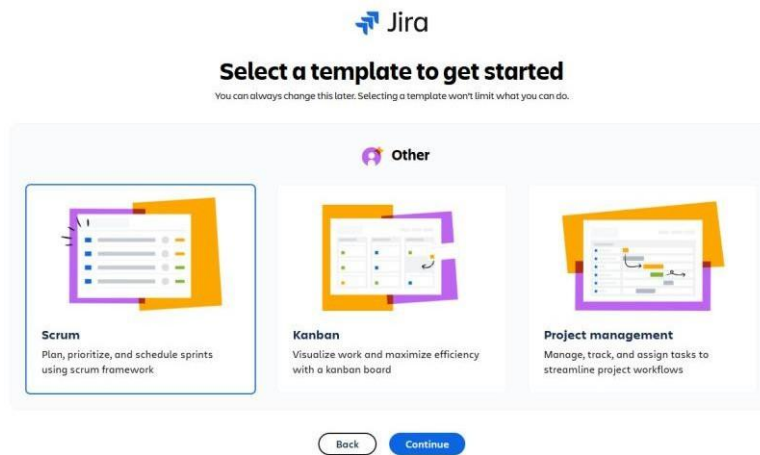 Jira
Select a template to get started
You can always change this later. Selecting a template won't limit what you can do.
Other
Scrum
Plan, prioritize, and schedule sprints
using scrum framework
Kanban
Visualize work and maximize efficiency
with a kanban board
Project management
Manage, track, and assign tasks to
streamline project workflows
Back
Continue